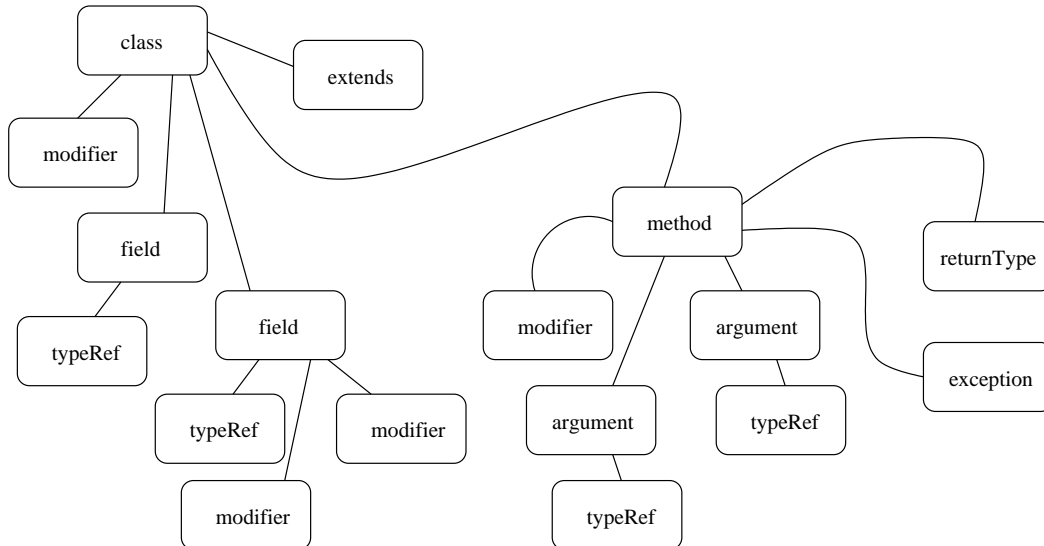 class
extends
modifier
method
field
returnType
modifier
argument
field
typeRef
exception
typeRef
modifier
argument
typeRef
modifier
typeRef